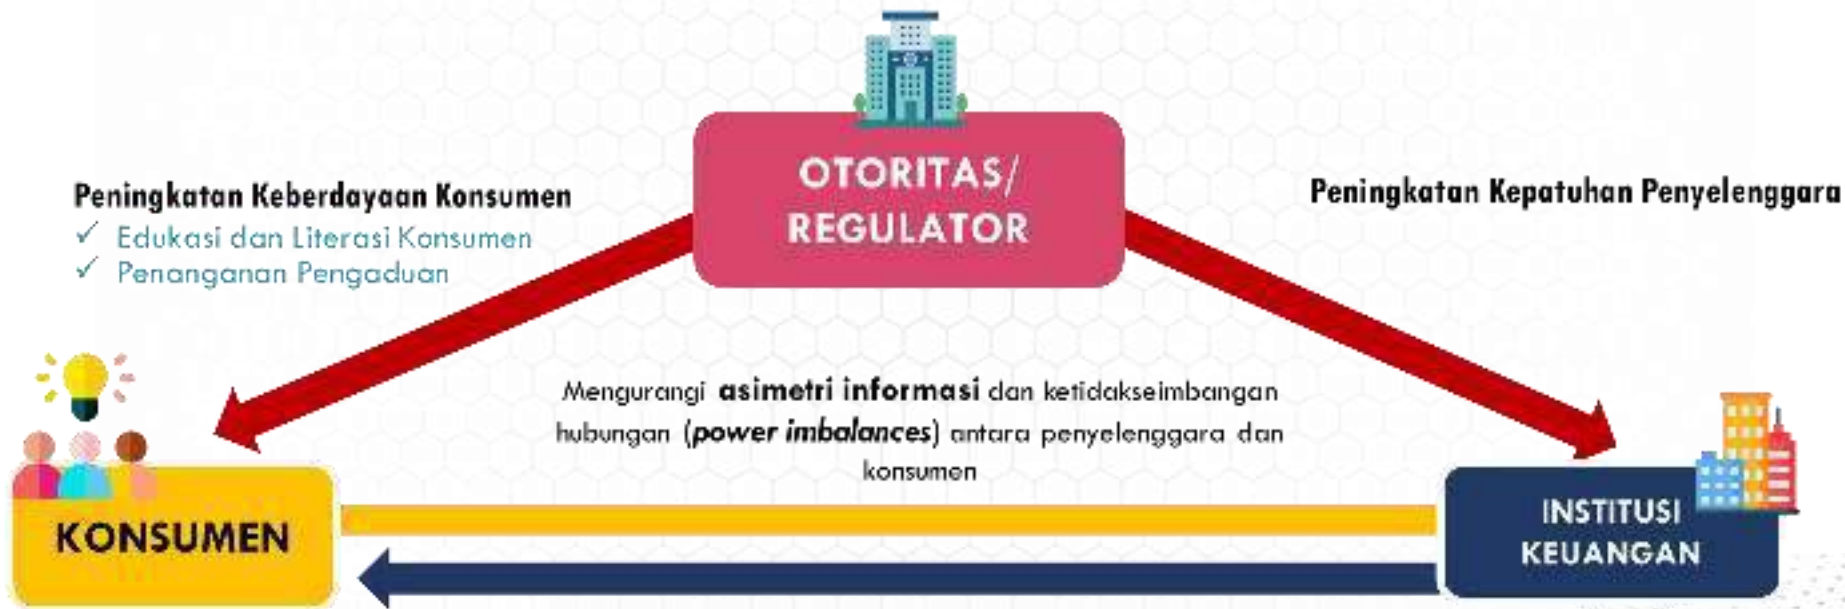 OTORITAS/
REGULATOR
Peningkatan Keberdayaan Konsumen
✓ Edukasi dan Literasi Konsumen
✓ Penanganan Pengaduan
Peningkatan Kepatuhan Penyelenggara
Mengurangi asimetri informasi dan ketidakseimbangan
hubungan (power imbalances) antara penyelenggara dan
konsumen
KONSUMEN
INSTITUSI
KEUANGAN